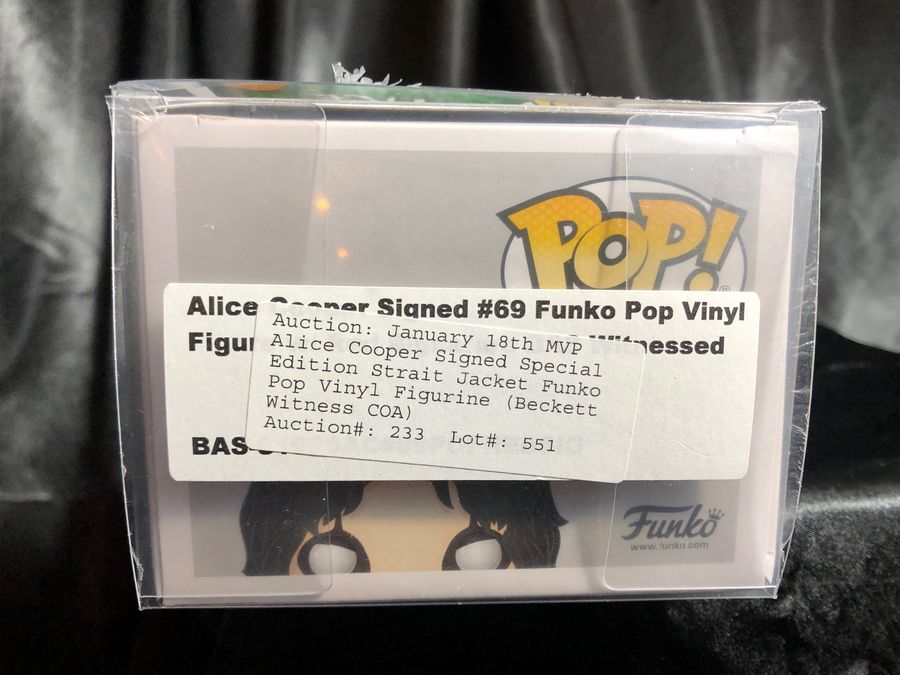 POP!
Alice Cooper Signed #69 Funko Pop Vinyl
Witnessed
Auction: January 18th MVP
Alice Cooper Signed Special
Edition Strait Jacket Funko
Pop Vinyl Figurine (Beckett
Witness COA)
Auction#: 233 Lot#: 551
BAS
Funko
www.funko.com